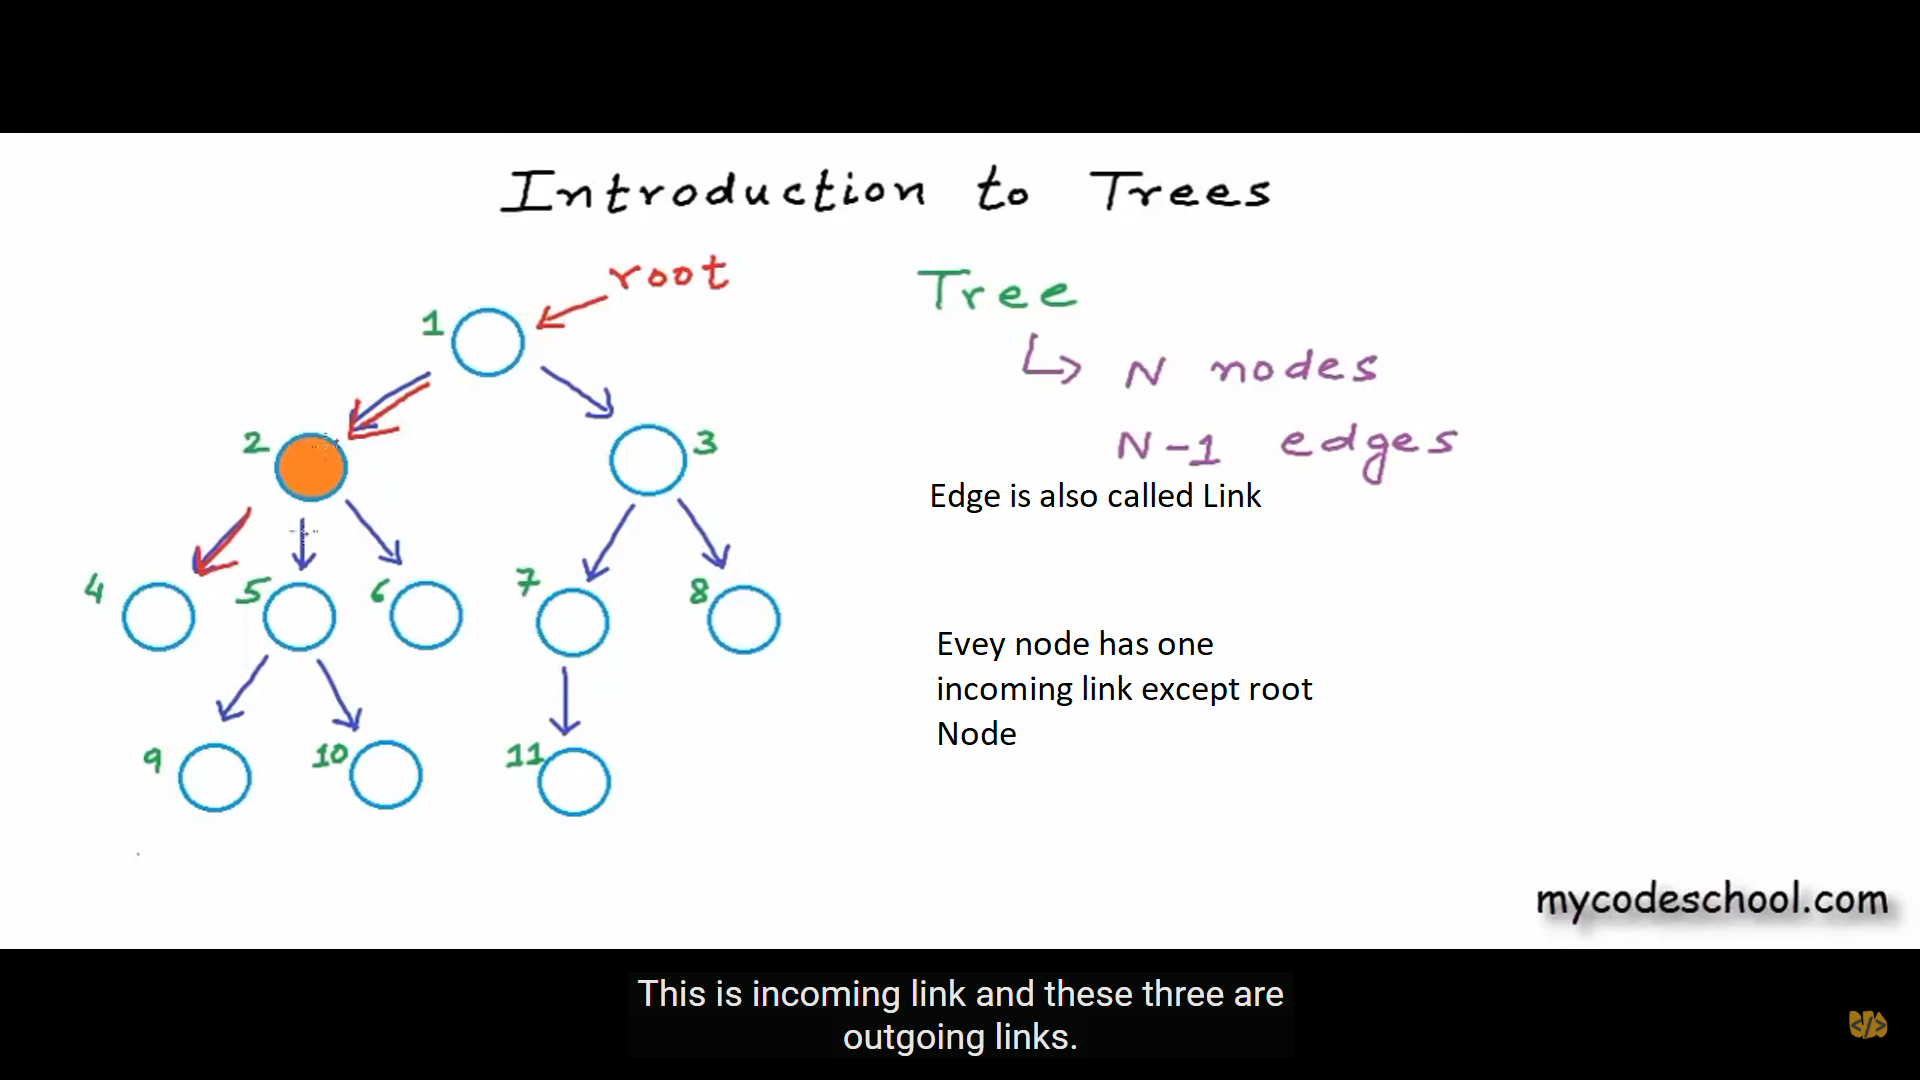 Introduction to Trees
root
1
2
3
4
5
6
7
8
9
10
11
Tree
↳ N nodes
N-1 edges
Edge is also called Link
Evey node has one
incoming link except root
Node
mycodeschool.com
This is incoming link and these three are
outgoing links.